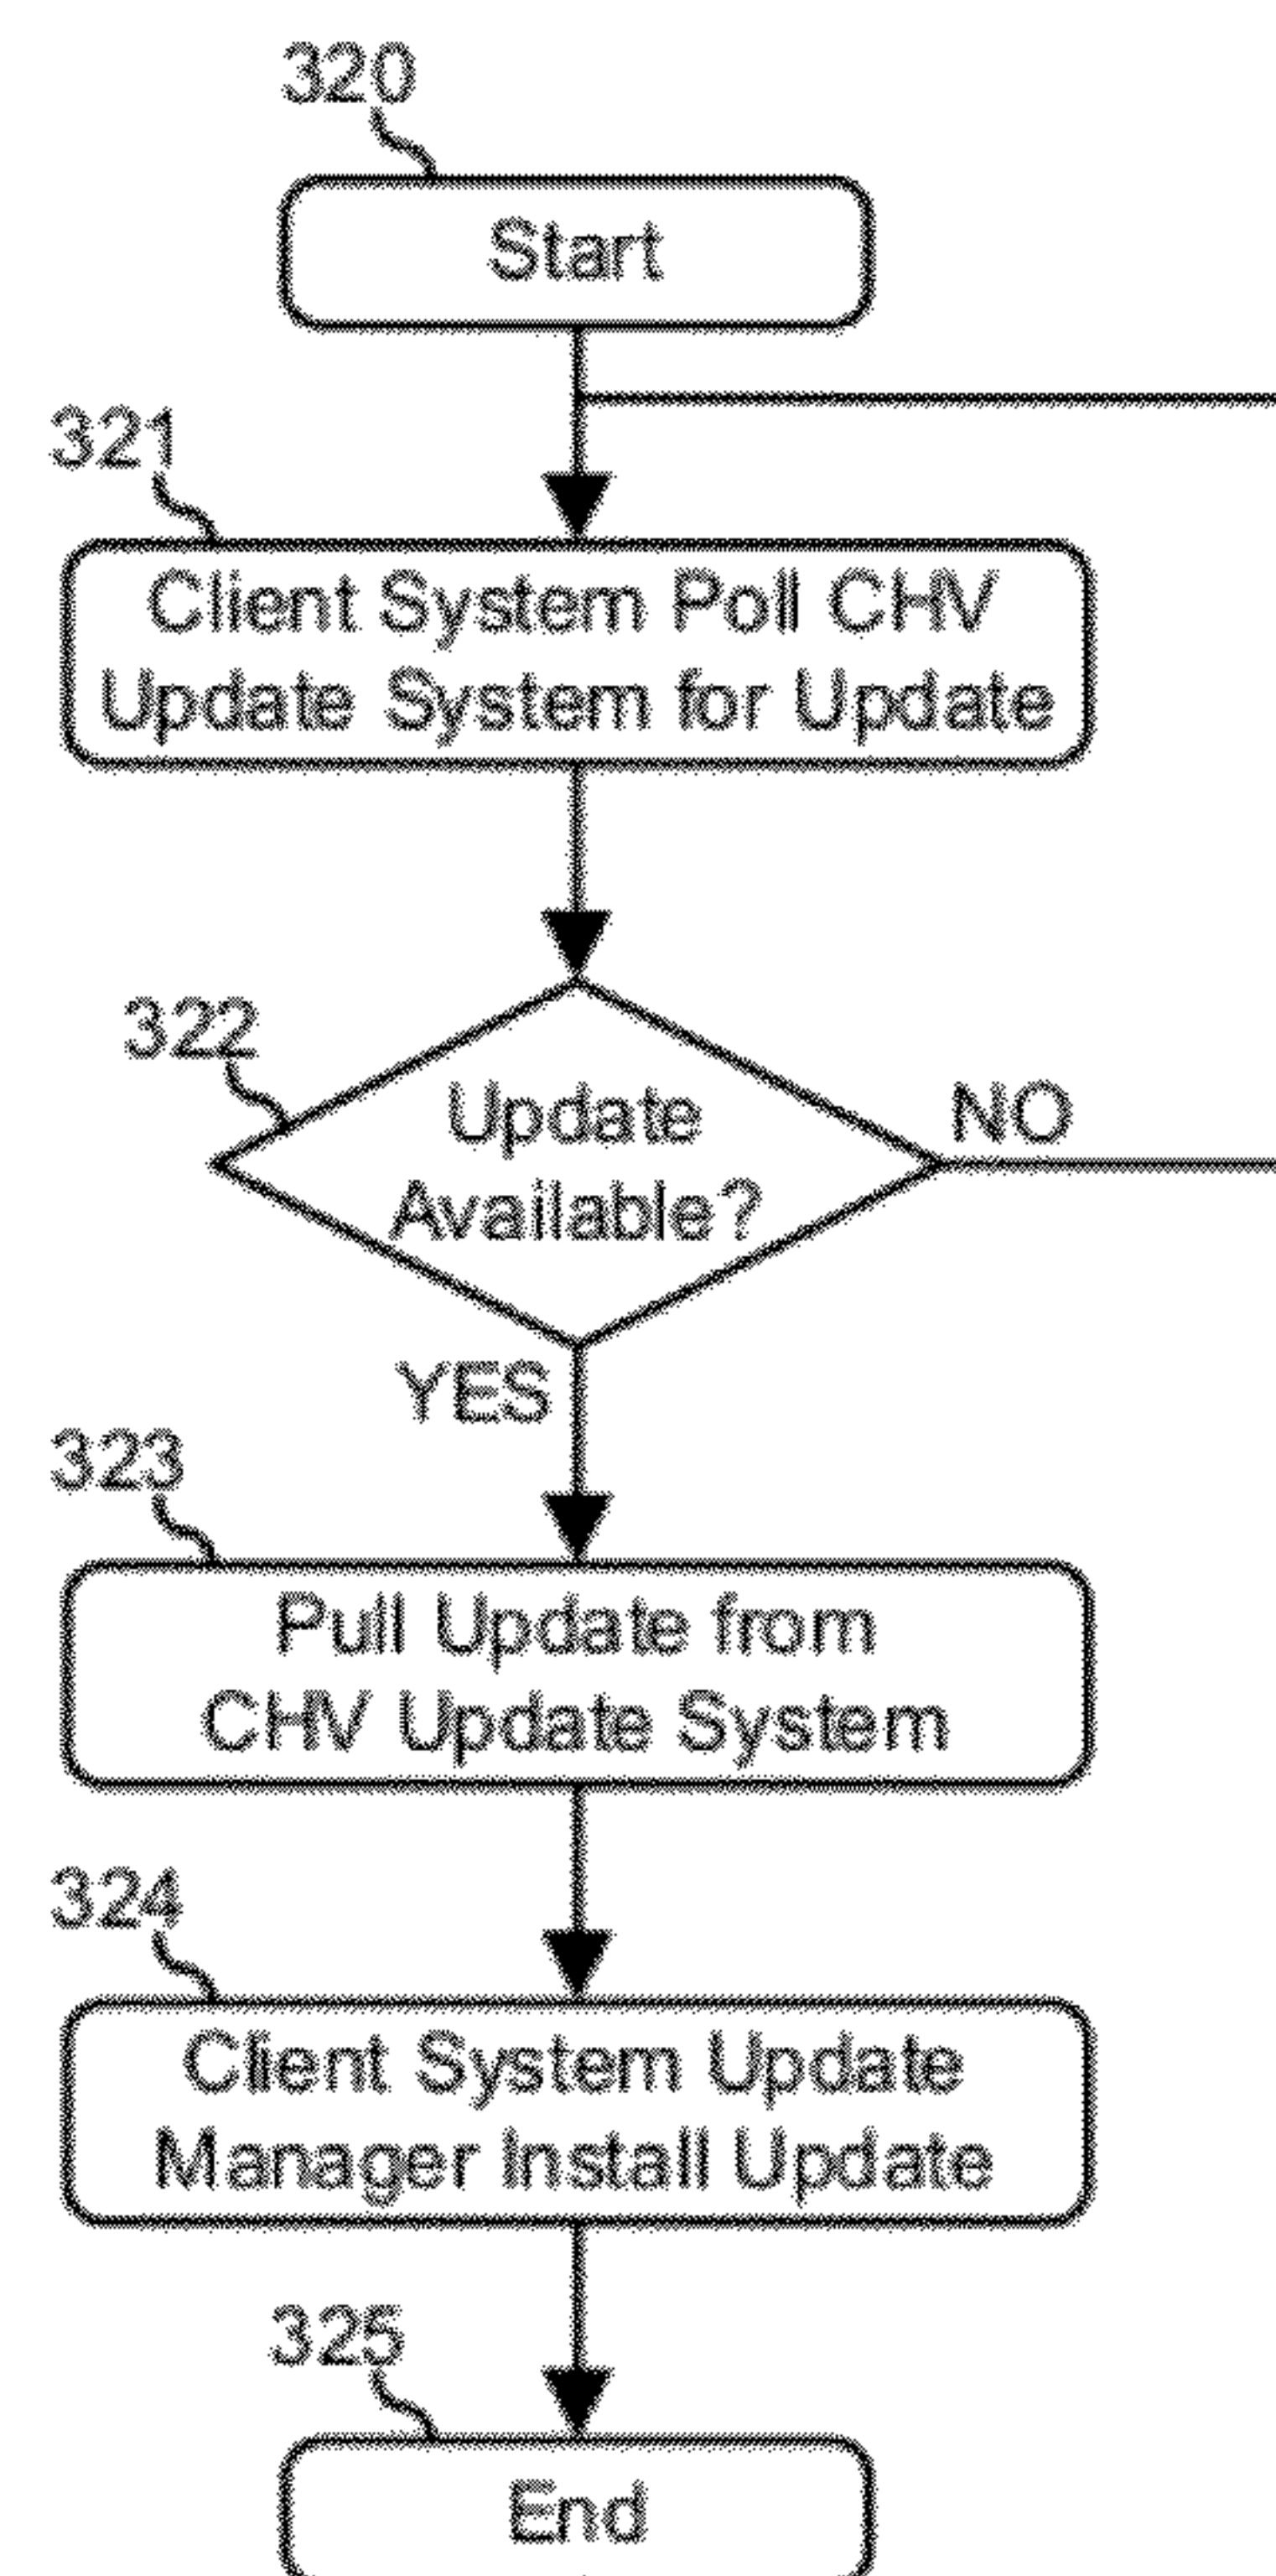 320
Start
321
Client System Poll CHV
Update System for Update
322
Update
Available?
NO
YES
323
Pull Update from
CHV Update System
324
Client System Update
Manager Install Update
325
End